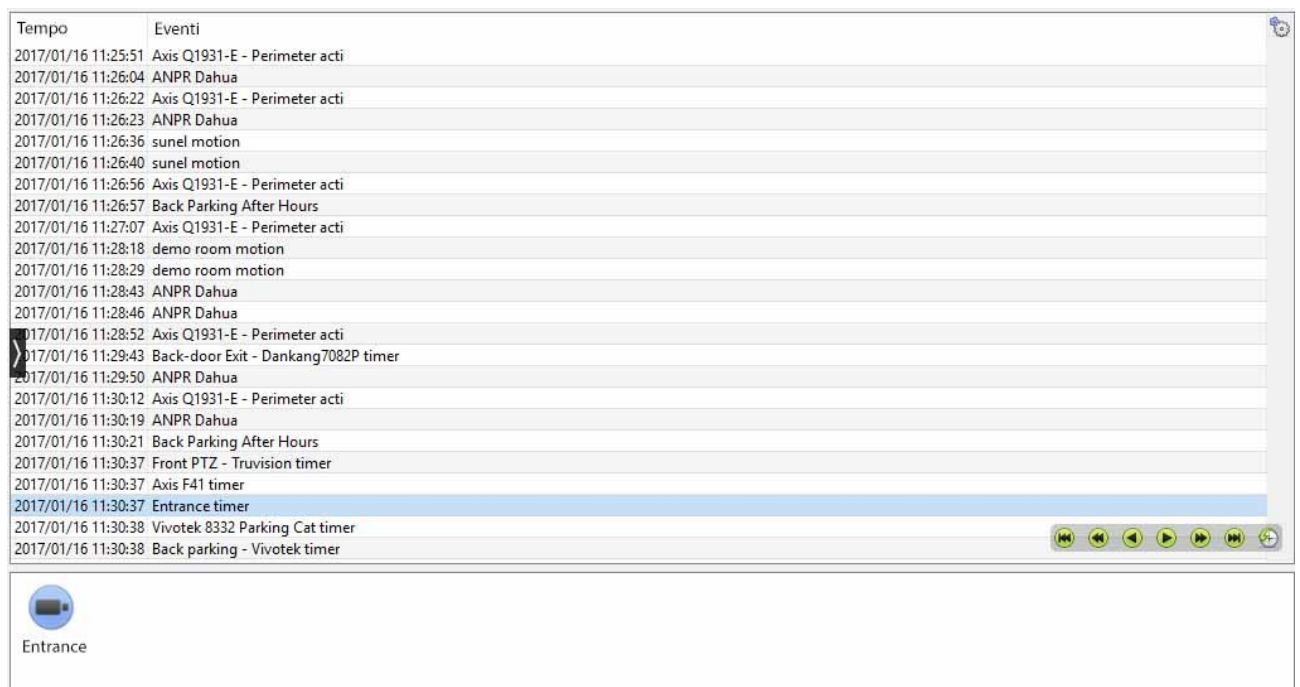 Tempo Eventi
2017/01/16 11:25:51 Axis Q1931-E - Perimeter acti
2017/01/16 11:26:04 ANPR Dahua
2017/01/16 11:26:22 Axis Q1931-E - Perimeter acti
2017/01/16 11:26:23 ANPR Dahua
2017/01/16 11:26:36 sunel motion
2017/01/16 11:26:40 sunel motion
2017/01/16 11:26:56 Axis Q1931-E - Perimeter acti
2017/01/16 11:26:57 Back Parking After Hours
2017/01/16 11:27:07 Axis Q1931-E - Perimeter acti
2017/01/16 11:28:18 demo room motion
2017/01/16 11:28:29 demo room motion
2017/01/16 11:28:43 ANPR Dahua
2017/01/16 11:28:46 ANPR Dahua
2017/01/16 11:28:52 Axis Q1931-E - Perimeter acti
017/01/16 11:29:43 Back-door Exit - Dankang7082P timer
2017/01/16 11:29:50 ANPR Dahua
2017/01/16 11:30:12 Axis Q1931-E - Perimeter acti
2017/01/16 11:30:19 ANPR Dahua
2017/01/16 11:30:21 Back Parking After Hours
2017/01/16 11:30:37 Front PTZ - Truvision timer
2017/01/16 11:30:37 Axis F41 timer
2017/01/16 11:30:37 Entrance timer
2017/01/16 11:30:38 Vivotek 8332 Parking Cat timer
2017/01/16 11:30:38 Back parking - Vivotek timer
Entrance